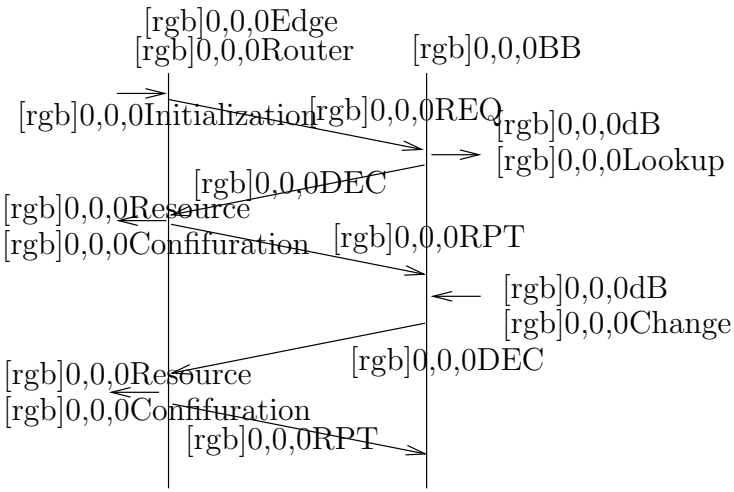 [rgb]0,0,0Edge
[rgb]0,0,0Router
[rgb]0,0,0BB
[rgb]0,0,0Initialization
[rgb]0,0,0REQ
[rgb]0,0,0dB
[rgb]0,0,0Lookup
[rgb]0,0,0DEC
[rgb]0,0,0Resource
[rgb]0,0,0Confifuration
[rgb]0,0,0RPT
[rgb]0,0,0dB
[rgb]0,0,0Change
[rgb]0,0,0DEC
[rgb]0,0,0Resource
[rgb]0,0,0Confifuration
[rgb]0,0,0RPT